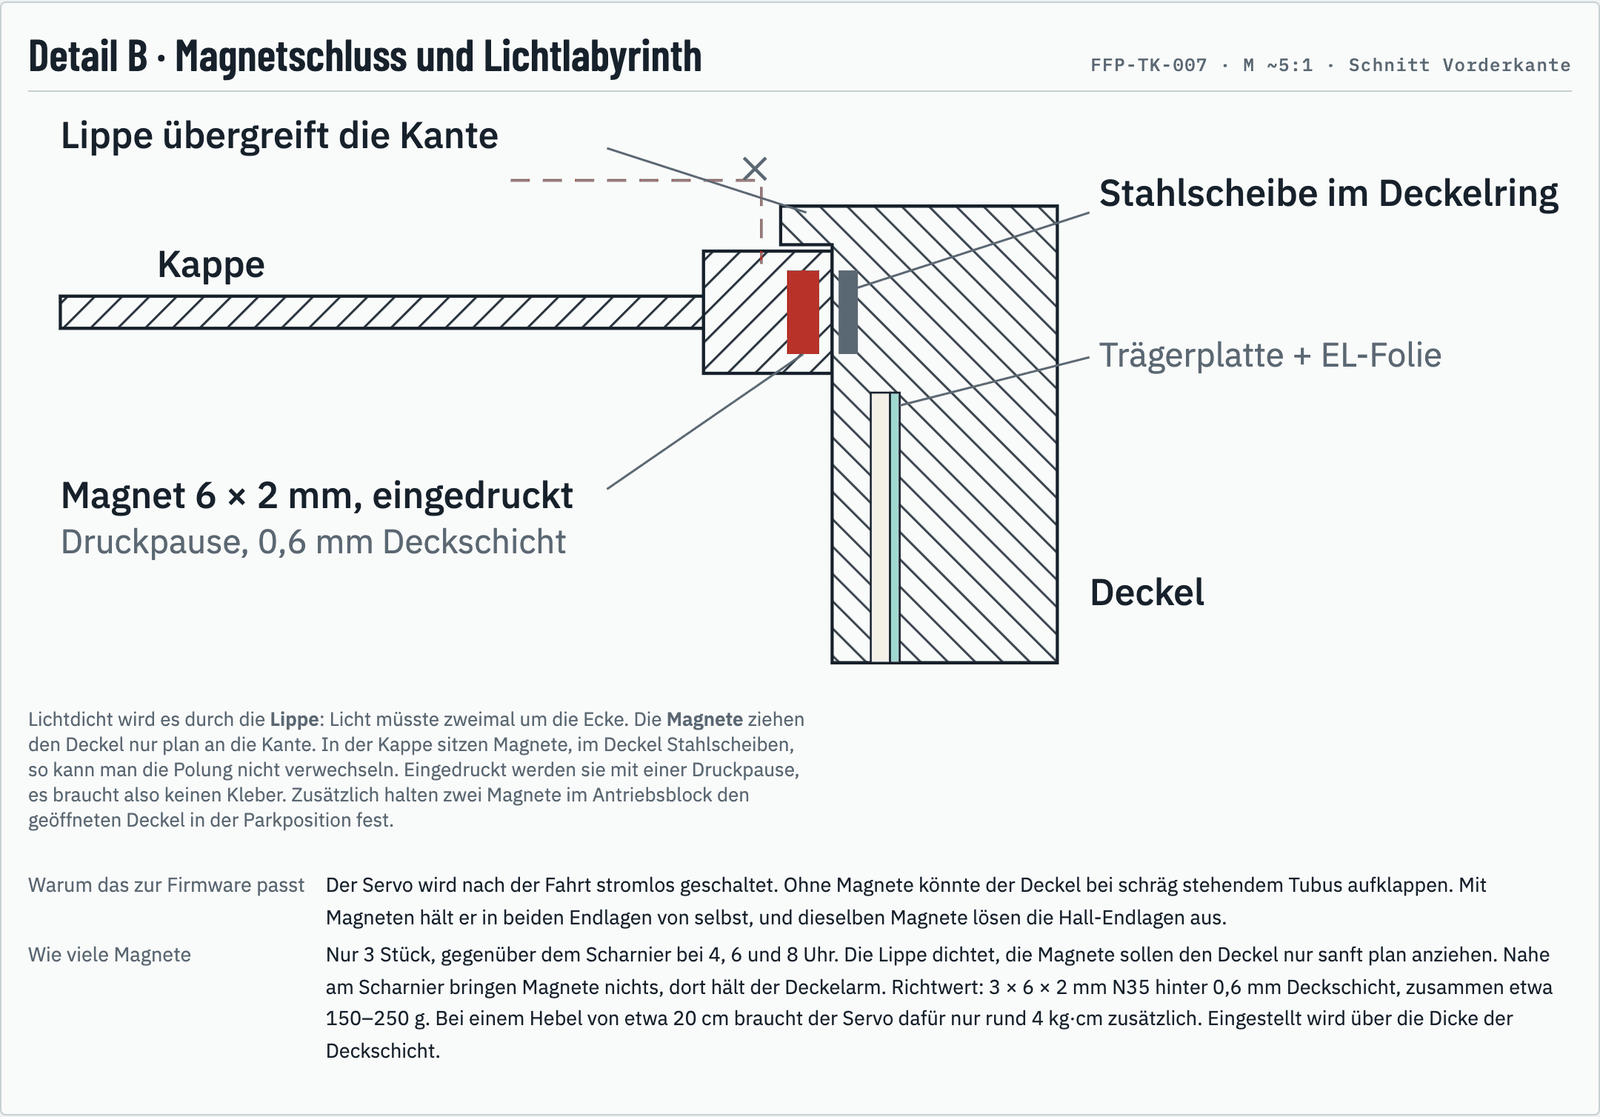 Detail B · Magnetschluss und Lichtlabyrinth
FFP-TK-007 · M ~5:1 · Schnitt Vorderkante
Lippe übergreift die Kante
Stahlscheibe im Deckelring
Kappe
Trägerplatte + EL-Folie
Magnet 6 × 2 mm, eingedruckt
Druckpause, 0,6 mm Deckschicht
Deckel
Lichtdicht wird es durch die Lippe: Licht müsste zweimal um die Ecke. Die Magnete ziehen
den Deckel nur plan an die Kante. In der Kappe sitzen Magnete, im Deckel Stahlscheiben,
so kann man die Polung nicht verwechseln. Eingedruckt werden sie mit einer Druckpause,
es braucht also keinen Kleber. Zusätzlich halten zwei Magnete im Antriebsblock den
geöffneten Deckel in der Parkposition fest.
Warum das zur Firmware passt
Der Servo wird nach der Fahrt stromlos geschaltet. Ohne Magnete könnte der Deckel bei schräg stehendem Tubus aufklappen. Mit
Magneten hält er in beiden Endlagen von selbst, und dieselben Magnete lösen die Hall-Endlagen aus.
Wie viele Magnete
Nur 3 Stück, gegenüber dem Scharnier bei 4, 6 und 8 Uhr. Die Lippe dichtet, die Magnete sollen den Deckel nur sanft plan anziehen. Nahe
am Scharnier bringen Magnete nichts, dort hält der Deckelarm. Richtwert: 3 × 6 × 2 mm N35 hinter 0,6 mm Deckschicht, zusammen etwa
150–250 g. Bei einem Hebel von etwa 20 cm braucht der Servo dafür nur rund 4 kg·cm zusätzlich. Eingestellt wird über die Dicke der
Deckschicht.